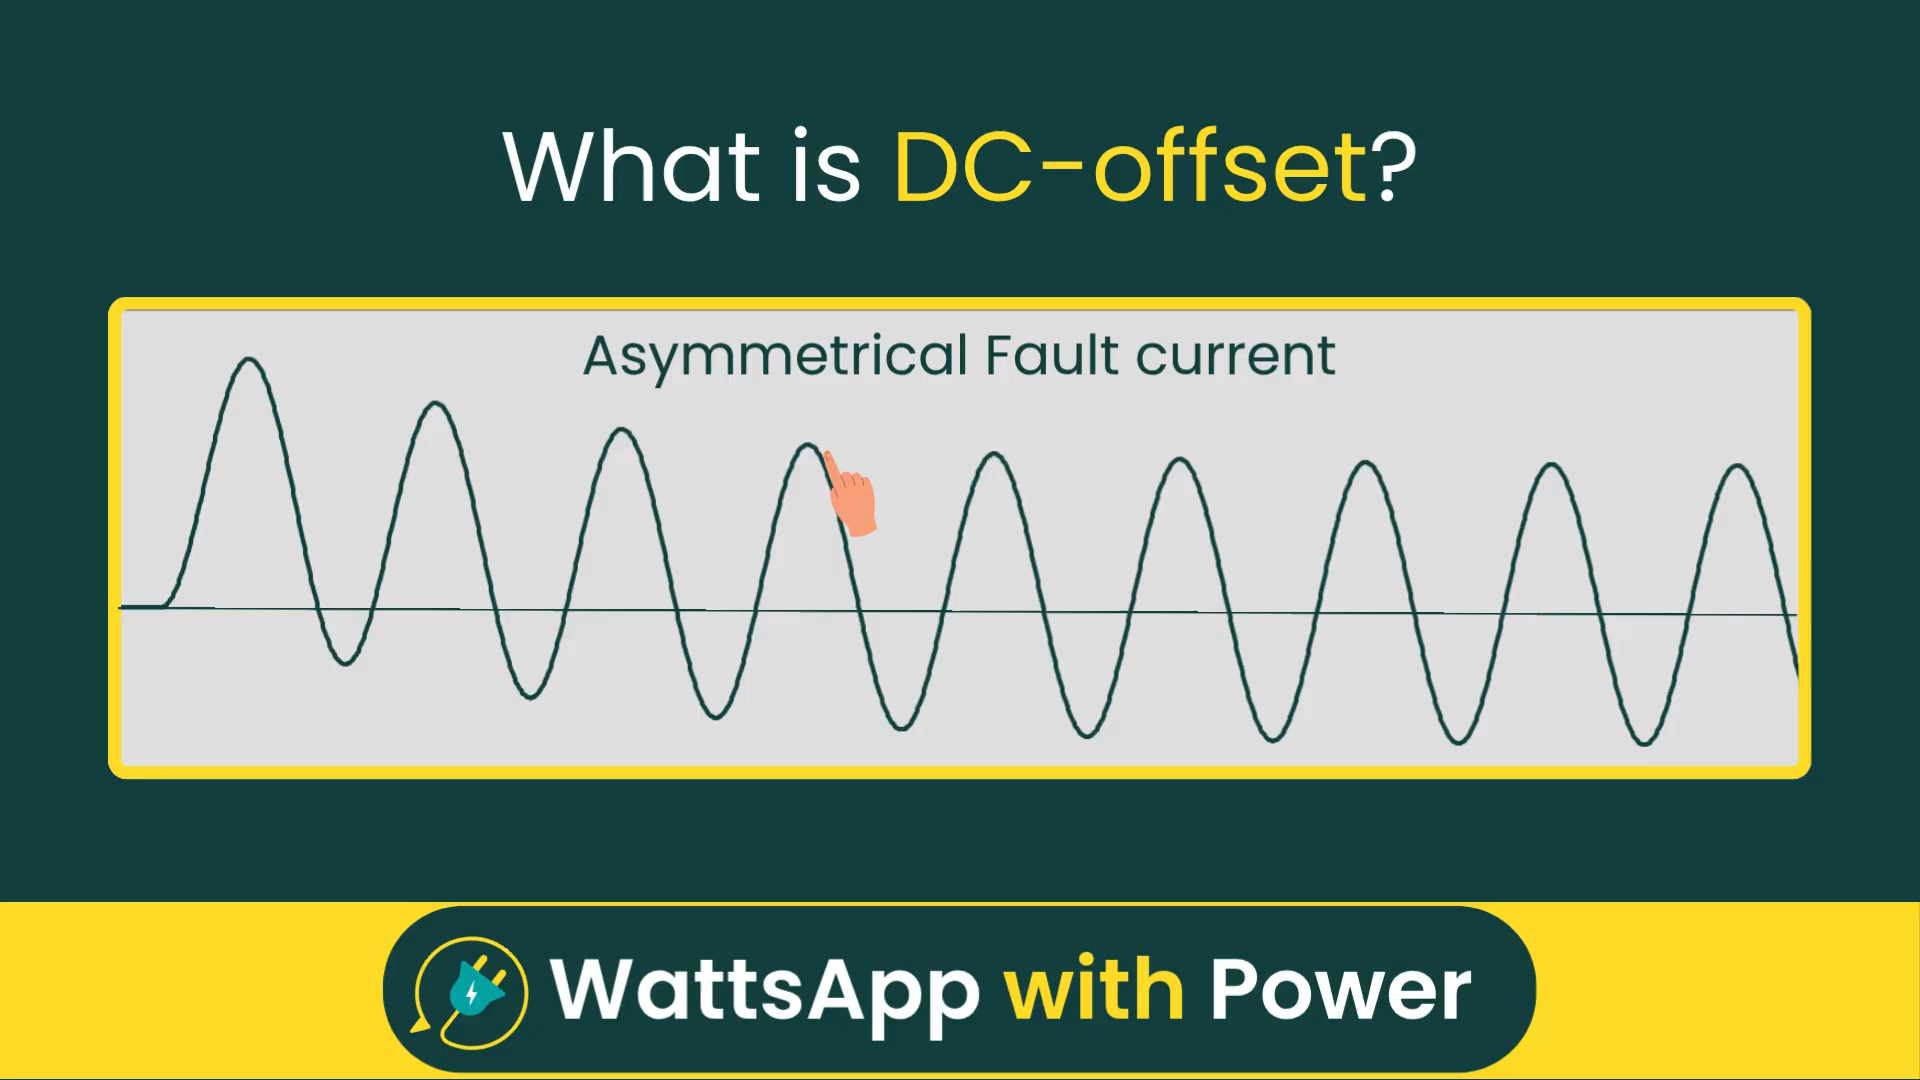 What is DC-offset?
Asymmetrical Fault current
WattsApp with Power